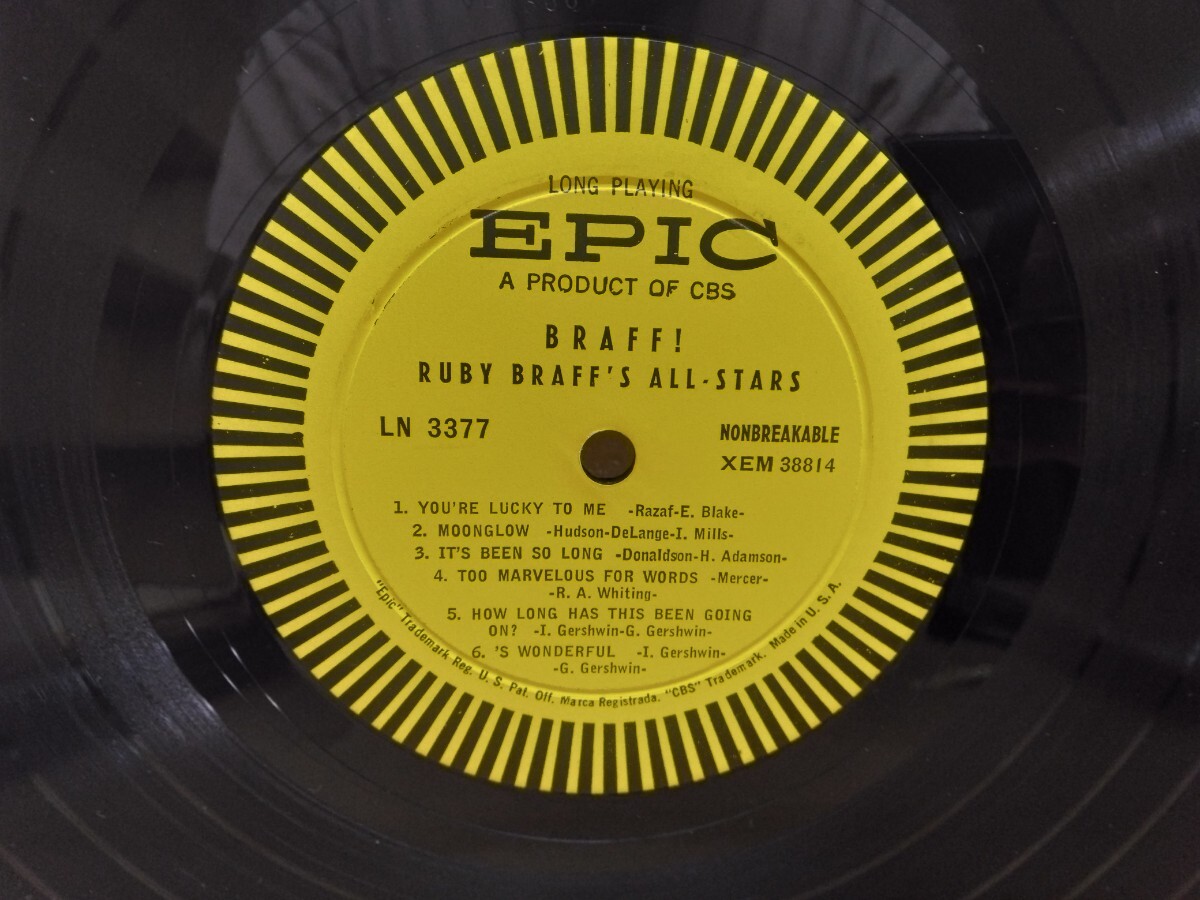 LONG PLAYING
EPIC
A PRODUCT OF CBS
BRAFF!
RUBY BRAFF'S ALL-STARS
LN 3377
NONBREAKABLE
XEM 38814
1. YOU'RE LUCKY TO ME -Razaf-E. Blake-
2. MOONGLOW -Hudson-DeLange-I. Mills-
3. IT'S BEEN SO LONG -Donaldson-H. Adamson-
4. TOO MARVELOUS FOR WORDS -Mercer-
-R. A. Whiting-
5. HOW LONG HAS THIS BEEN GOING
ON? -I. Gershwin-G. Gershwin-
6. 'S WONDERFUL -I. Gershwin-
-G. Gershwin-
"Epic" Trademark Reg. U. S. Pat. Off. Marca Registrada. "CBS" Trademark. Made in U. S. A.